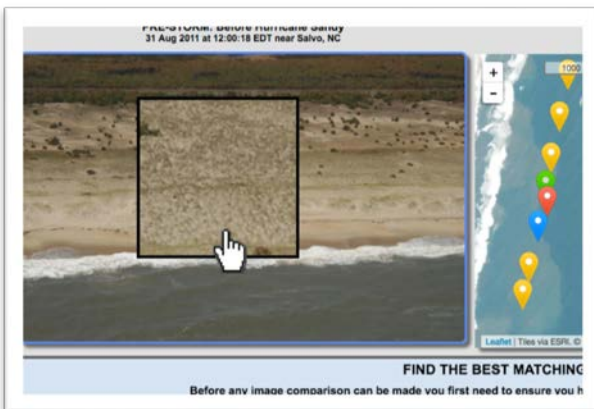 PRE-STORM: Before Hurricane Sandy
31 Aug 2011 at 12:00:18 EDT near Salvo, NC
+
1000
-
Leaflet | Tiles via ESRI. ©
FIND THE BEST MATCHING
Before any image comparison can be made you first need to ensure you h